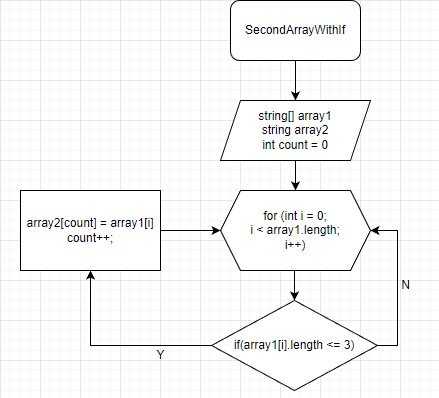 SecondArrayWithIf
string[] array1
string array2
int count = 0
for (int i = 0;
i < array1.length;
i++)
array2[count] = array1[i]
count++;
N
if(array1[i].length <= 3)
Y